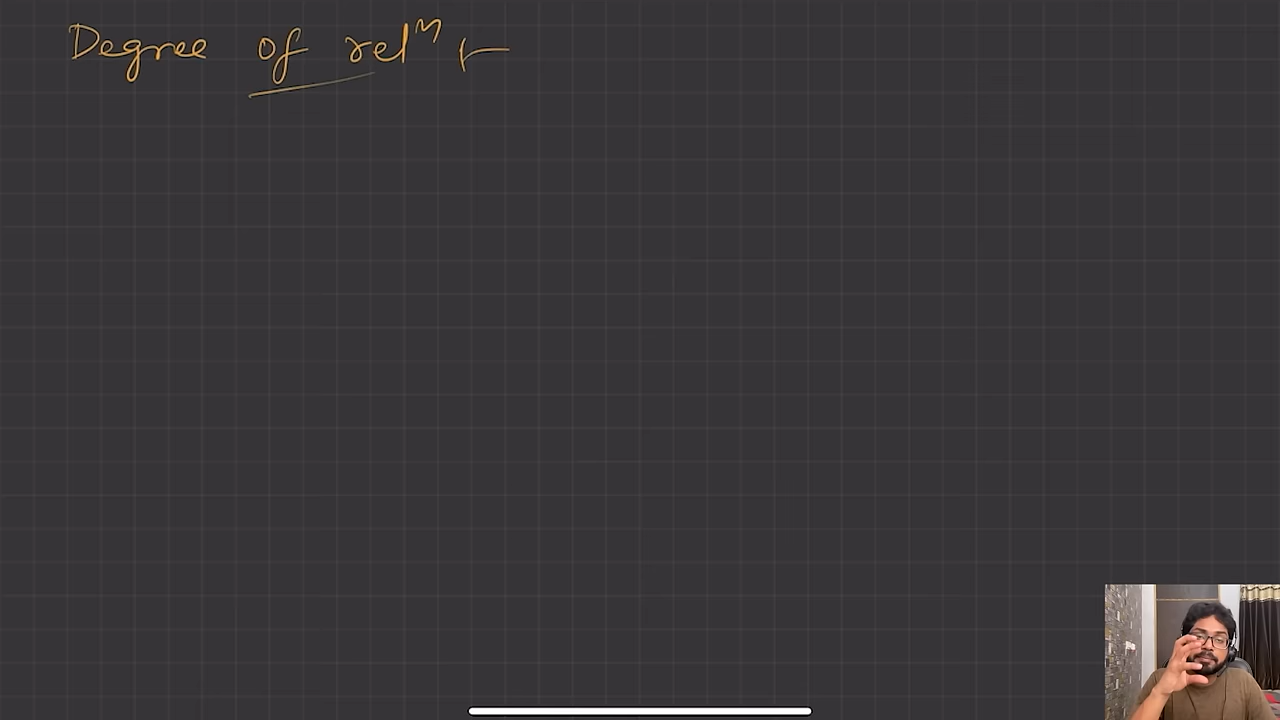 Degree of relⁿ :-